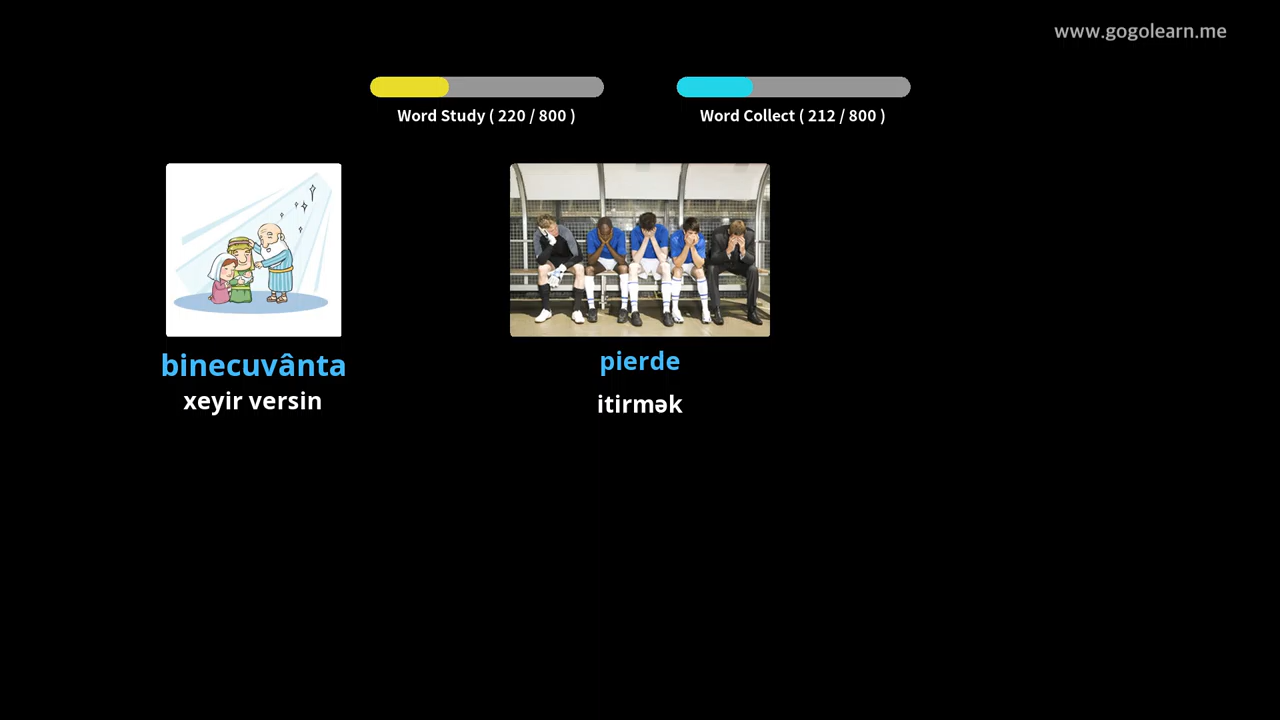 www.gogolearn.me
Word Study ( 220 / 800 )
Word Collect ( 212 / 800 )
binecuvânta
xeyir versin
pierde
itirmək